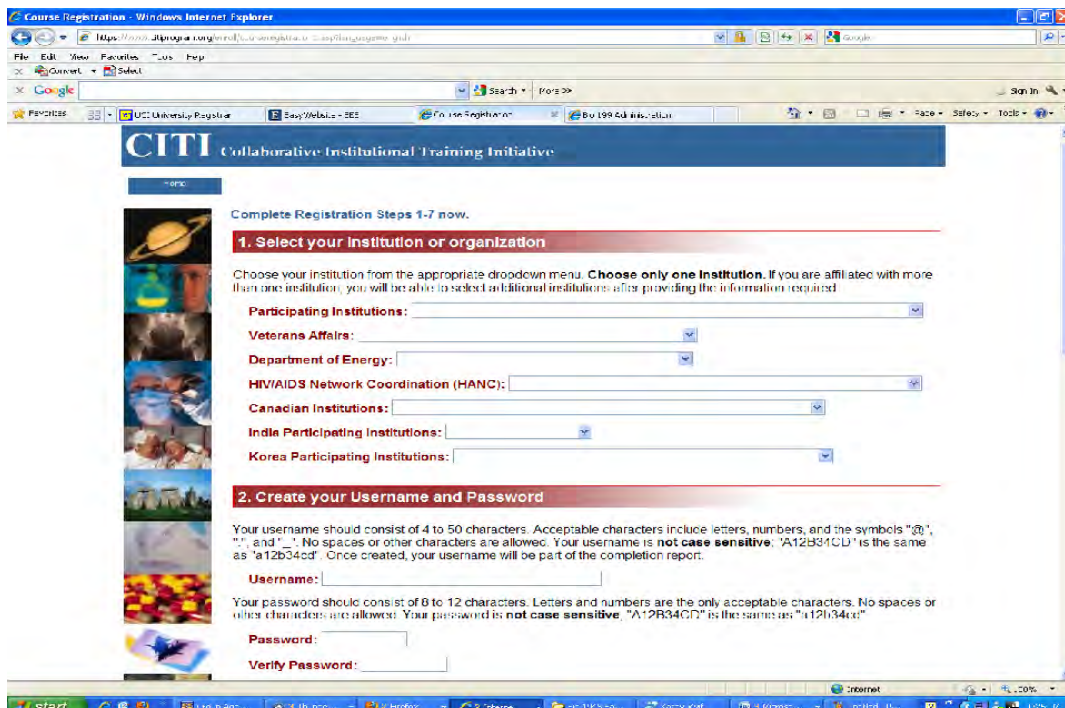 Course Registration - Windows Internet Explorer
File Edit View Favorites Tools Help
Convert Select
Google Search More >> Sign In
Favorites UCI University Registrar EasyWebsite - EEE Course Registration Bio 199 Administration Page Safety Tools
CITI Collaborative Institutional Training Initiative
Home
Complete Registration Steps 1-7 now.
1. Select your institution or organization
Choose your institution from the appropriate dropdown menu. Choose only one institution. If you are affiliated with more
than one institution, you will be able to select additional institutions after providing the information required
Participating Institutions:
Veterans Affairs:
Department of Energy:
HIV/AIDS Network Coordination (HANC):
Canadian Institutions:
India Participating Institutions:
Korea Participating Institutions:
2. Create your Username and Password
Your username should consist of 4 to 50 characters. Acceptable characters include letters, numbers, and the symbols "@",
".", and "_". No spaces or other characters are allowed. Your username is not case sensitive; "A12B34CD" is the same
as "a12b34cd". Once created, your username will be part of the completion report.
Username:
Your password should consist of 8 to 12 characters. Letters and numbers are the only acceptable characters. No spaces or
other characters are allowed. Your password is not case sensitive; "A12B34CD" is the same as "a12b34cd"
Password:
Verify Password:
Internet
start